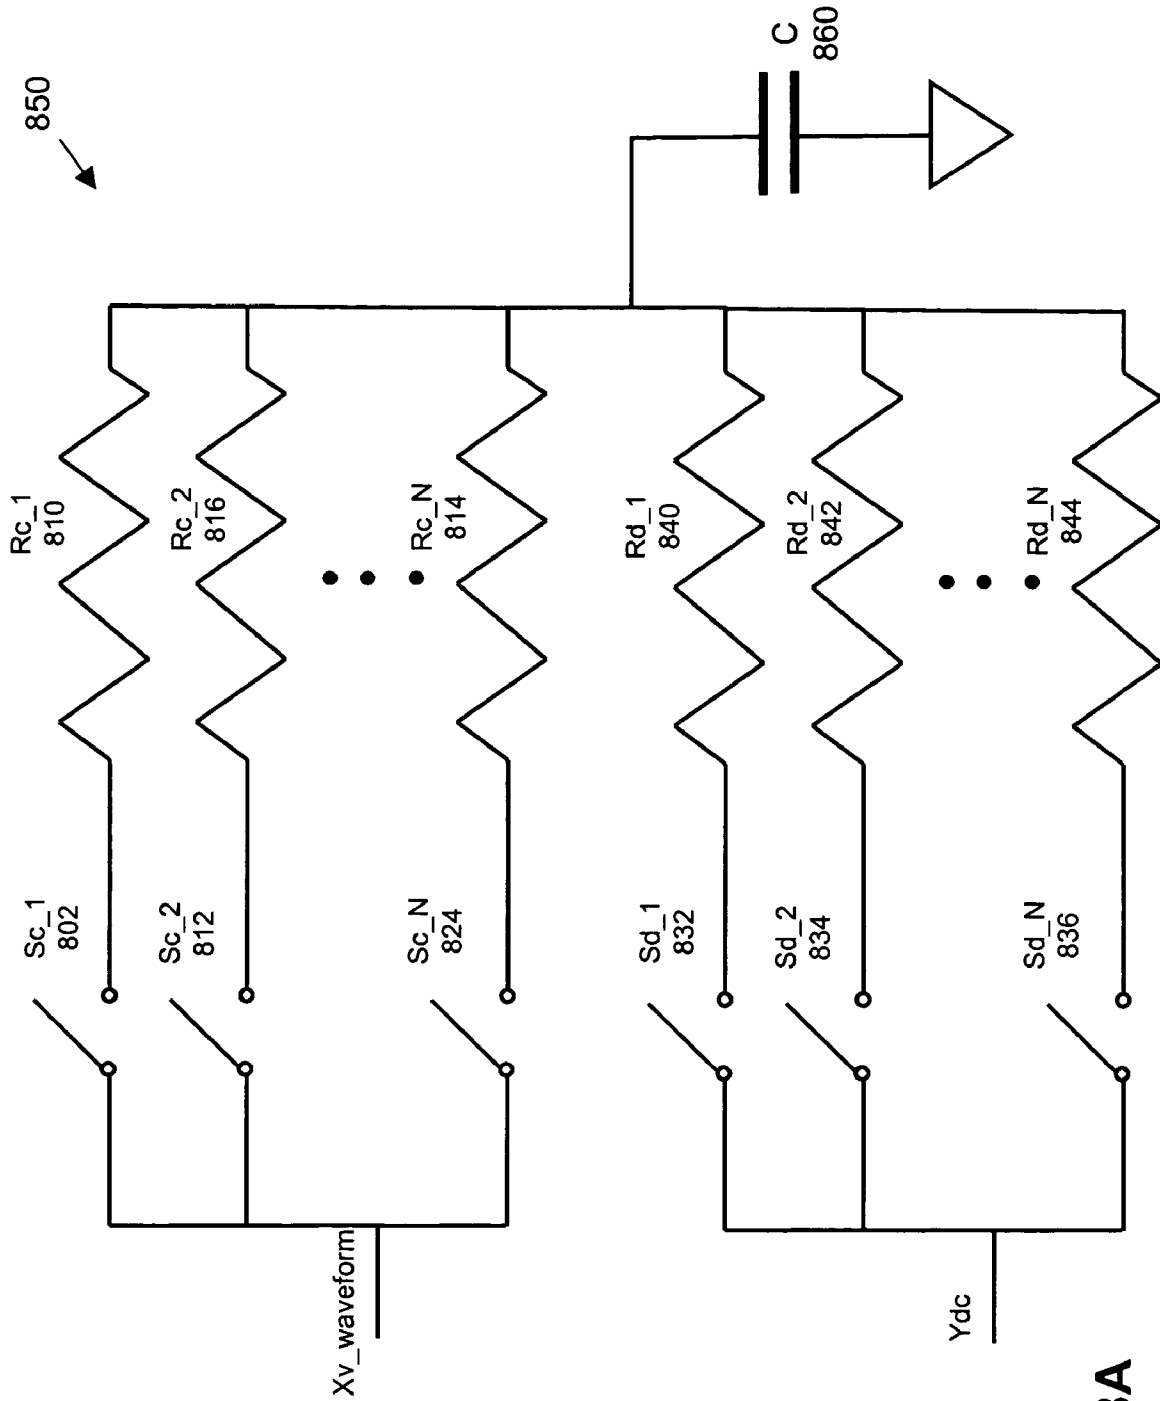 850
C
860
Rc_1
810
Rc_2
816
Rc_N
814
Rd_1
840
Rd_2
842
Rd_N
844
Sc_1
802
Sc_2
812
Sc_N
824
Sd_1
832
Sd_2
834
Sd_N
836
Xv_waveform
Ydc